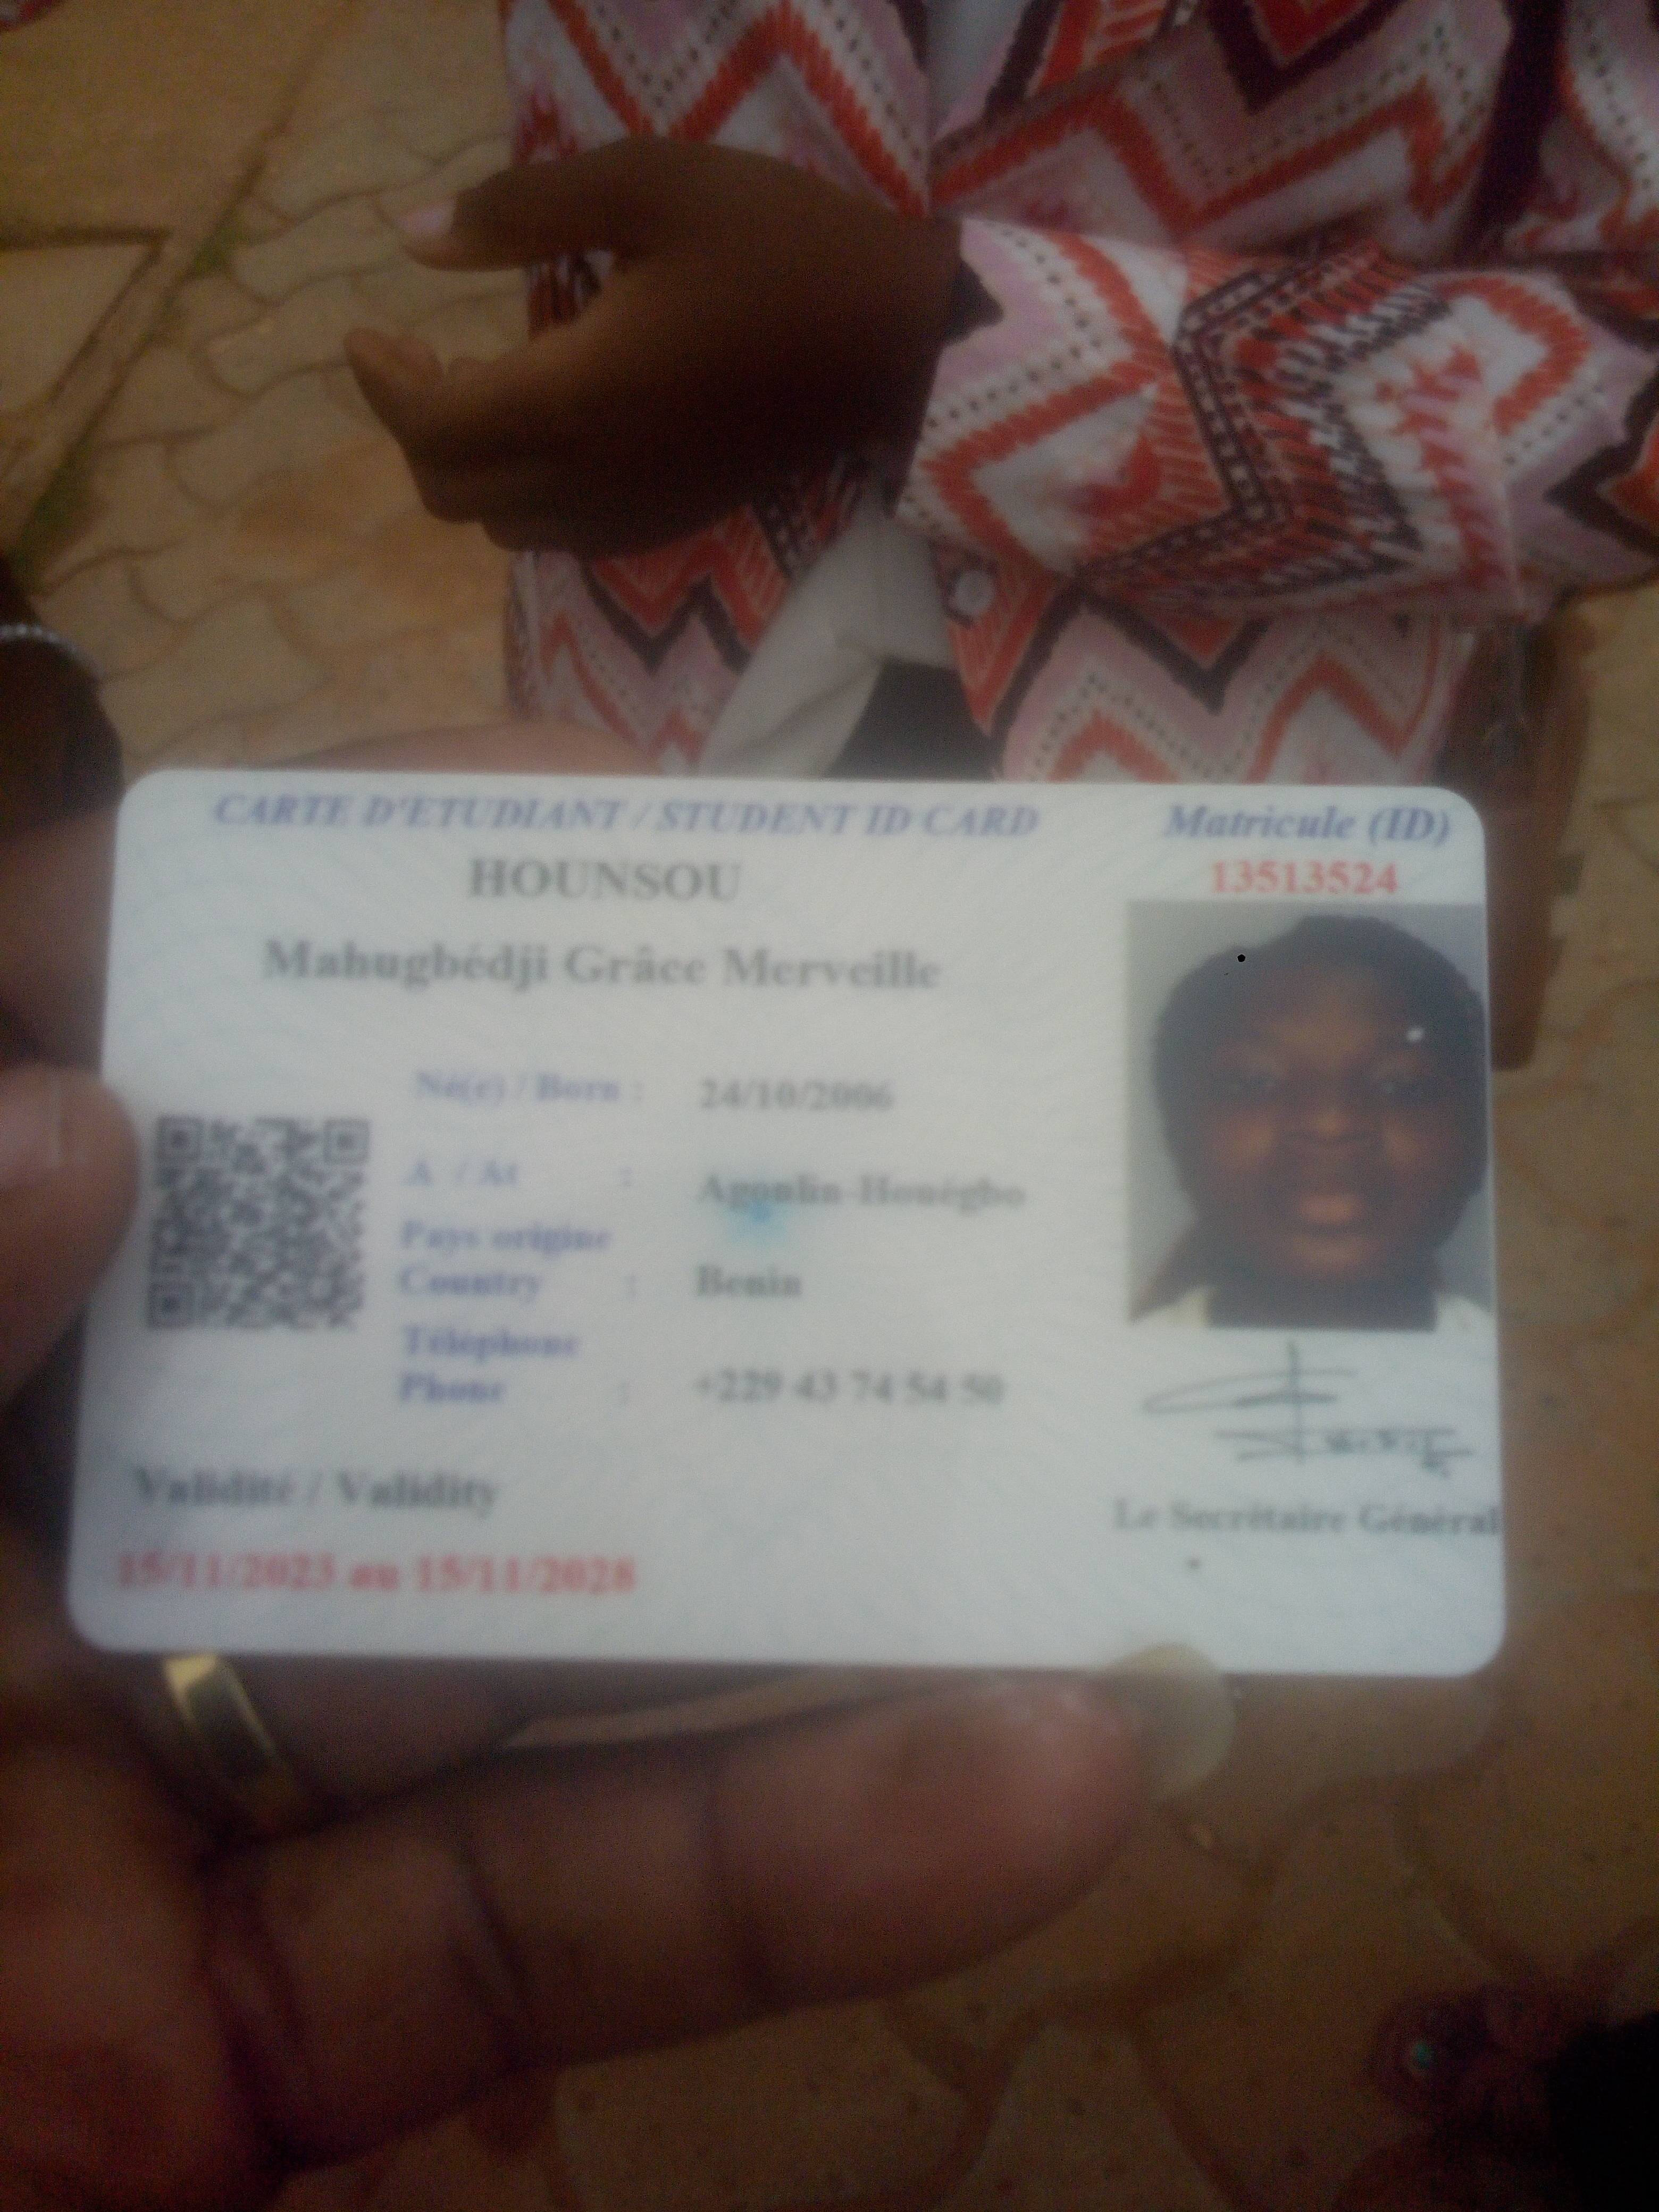 CARTE D'ETUDIANT / STUDENT ID CARD
Matricule (ID)
HOUNSOU
13513524
Mahugbédji Grâce Merveille
Né(e) / Born : 24/10/2006
A / At : Agonlin-Houégbo
Pays origine
Country : Benin
Téléphone
Phone : +229 43 74 54 50
Validité / Validity
Le Secrétaire Général
15/11/2025 au 15/11/2028